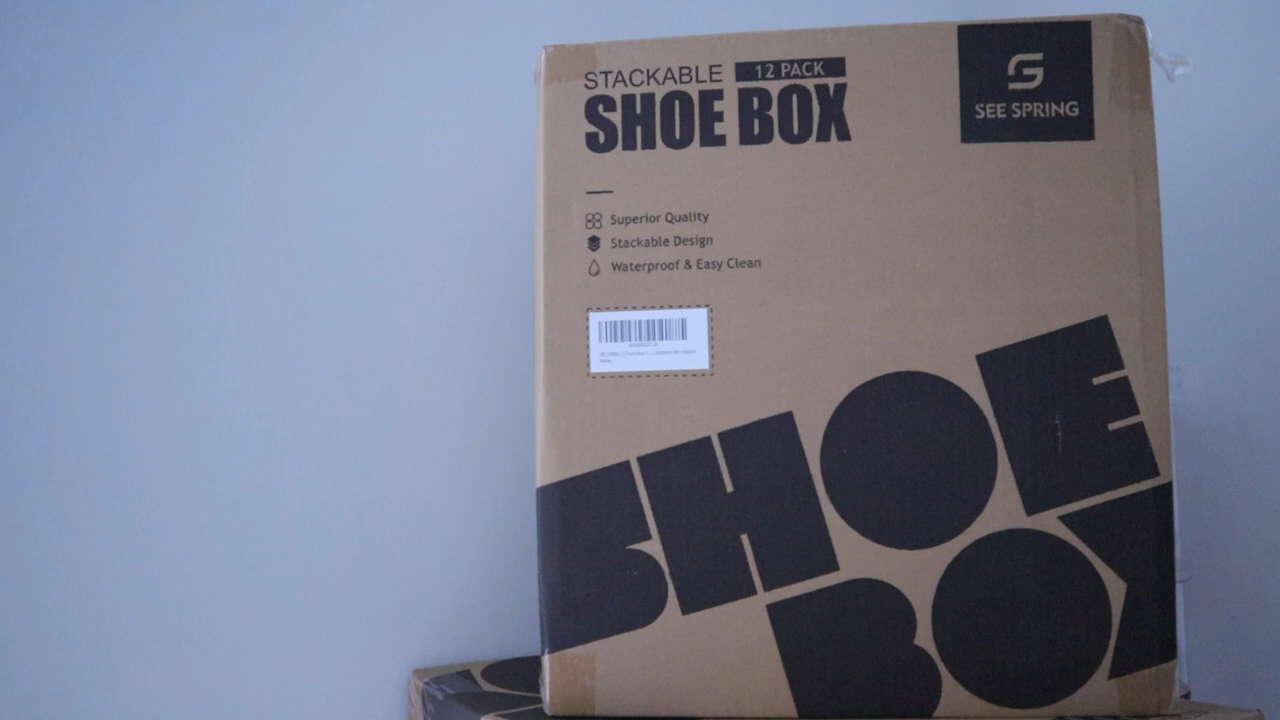 STACKABLE 12 PACK
SHOE BOX
SEE SPRING
Superior Quality
Stackable Design
Waterproof & Easy Clean
SHOE
BOX